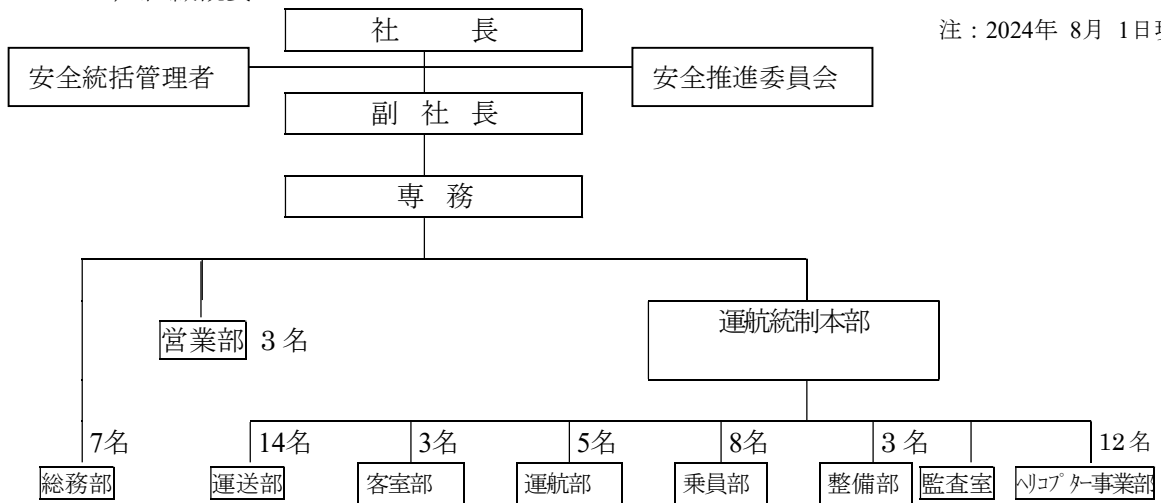 社 長
注：2024年 8月 1日
安全統括管理者
安全推進委員会
副 社 長
専 務
運航統制本部
営業部 3名
7名
14名
3名
5名
8名
3名
12名
総務部
運送部
客室部
運航部
乗員部
整備部
監査室
ﾍﾘｺﾌﾟﾀｰ事業部